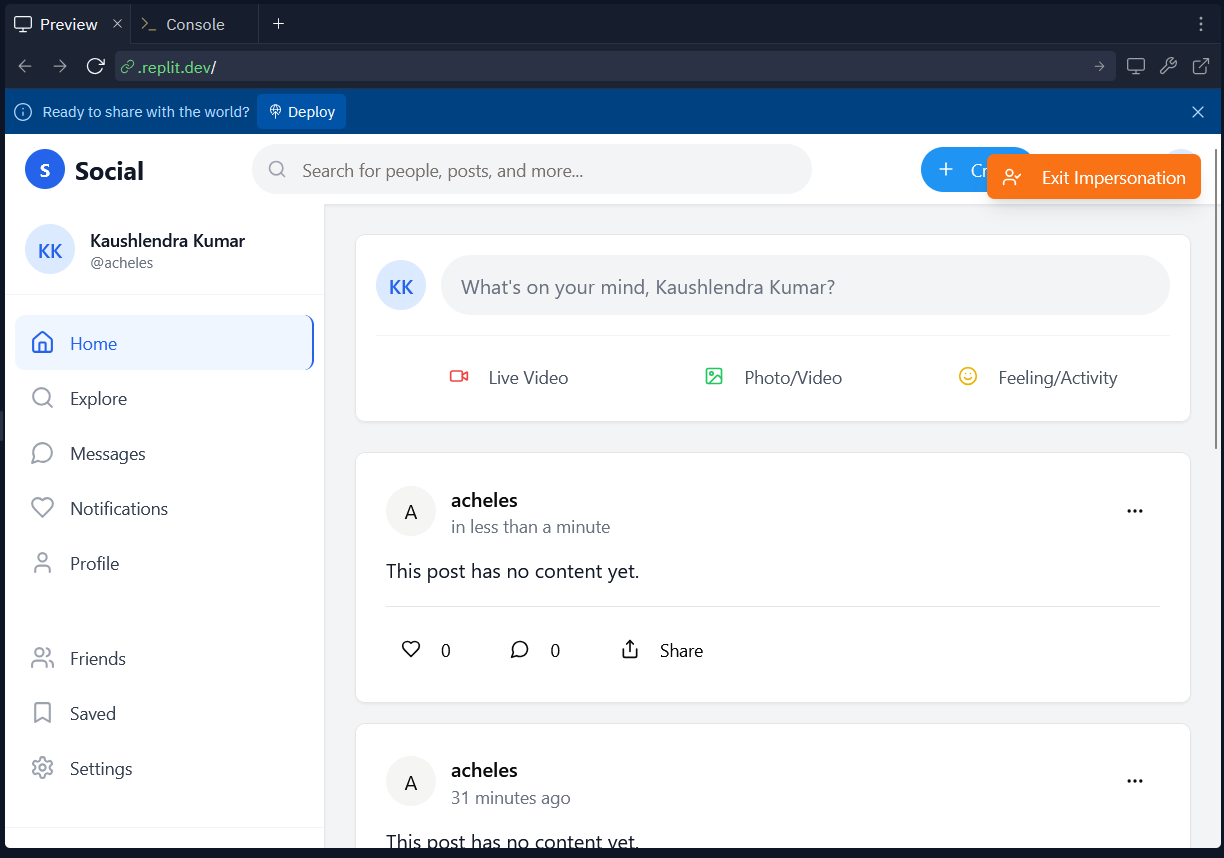 Preview
Console
.replit.dev/
Ready to share with the world?
Deploy
S
Social
Search for people, posts, and more...
Exit Impersonation
KK
Kaushlendra Kumar
@acheles
Home
Explore
Messages
Notifications
Profile
Friends
Saved
Settings
KK
What's on your mind, Kaushlendra Kumar?
Live Video
Photo/Video
Feeling/Activity
A
acheles
in less than a minute
This post has no content yet.
0
0
Share
A
acheles
31 minutes ago
This post has no content yet.